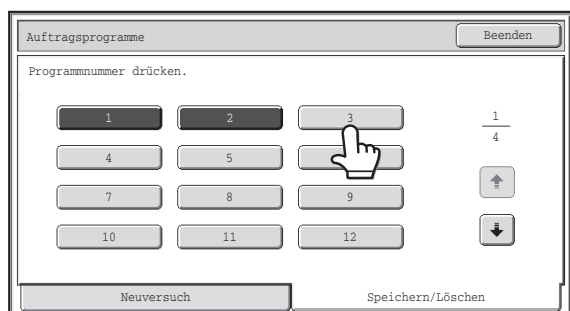 Auftragsprogramme Beenden
Programmnummer drücken.
1 2 3 1
4
4 5
7 8 9
10 11 12
Neuversuch Speichern/Löschen